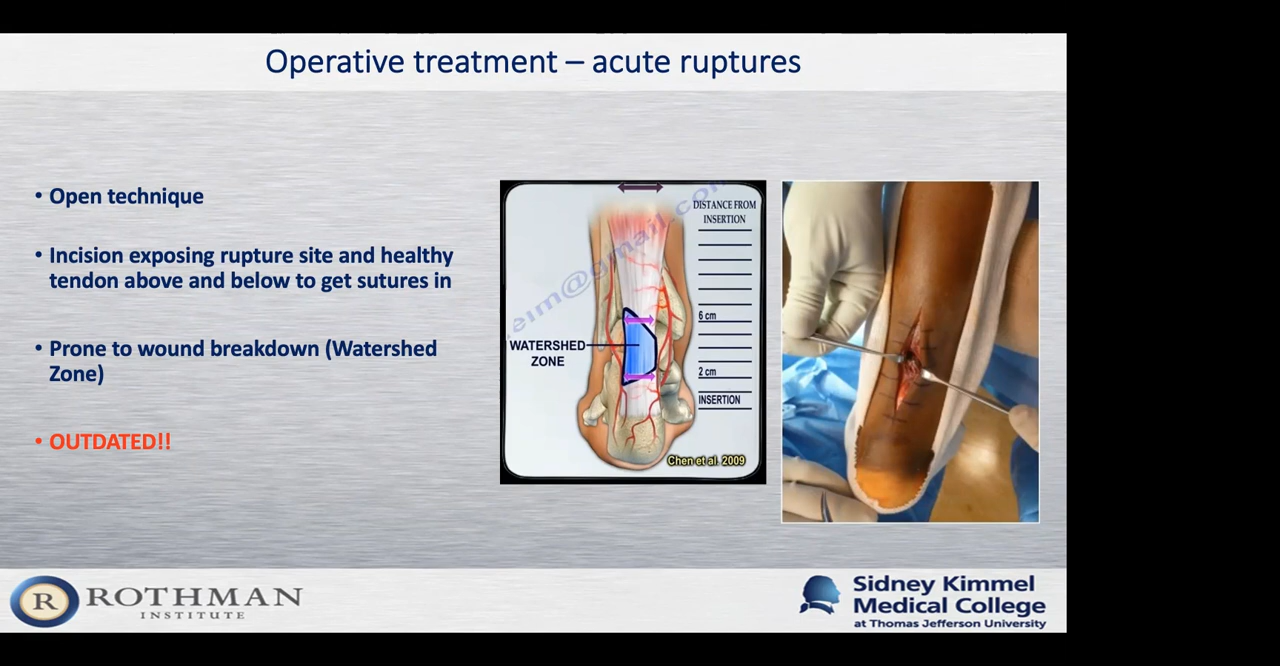 Operative treatment – acute ruptures
• Open technique
• Incision exposing rupture site and healthy
tendon above and below to get sutures in
• Prone to wound breakdown (Watershed
Zone)
• OUTDATED!!
DISTANCE FROM
INSERTION
6 cm
WATERSHED
ZONE
2 cm
INSERTION
Chen et al. 2009
R ROTHMAN
INSTITUTE
Sidney Kimmel
Medical College
at Thomas Jefferson University